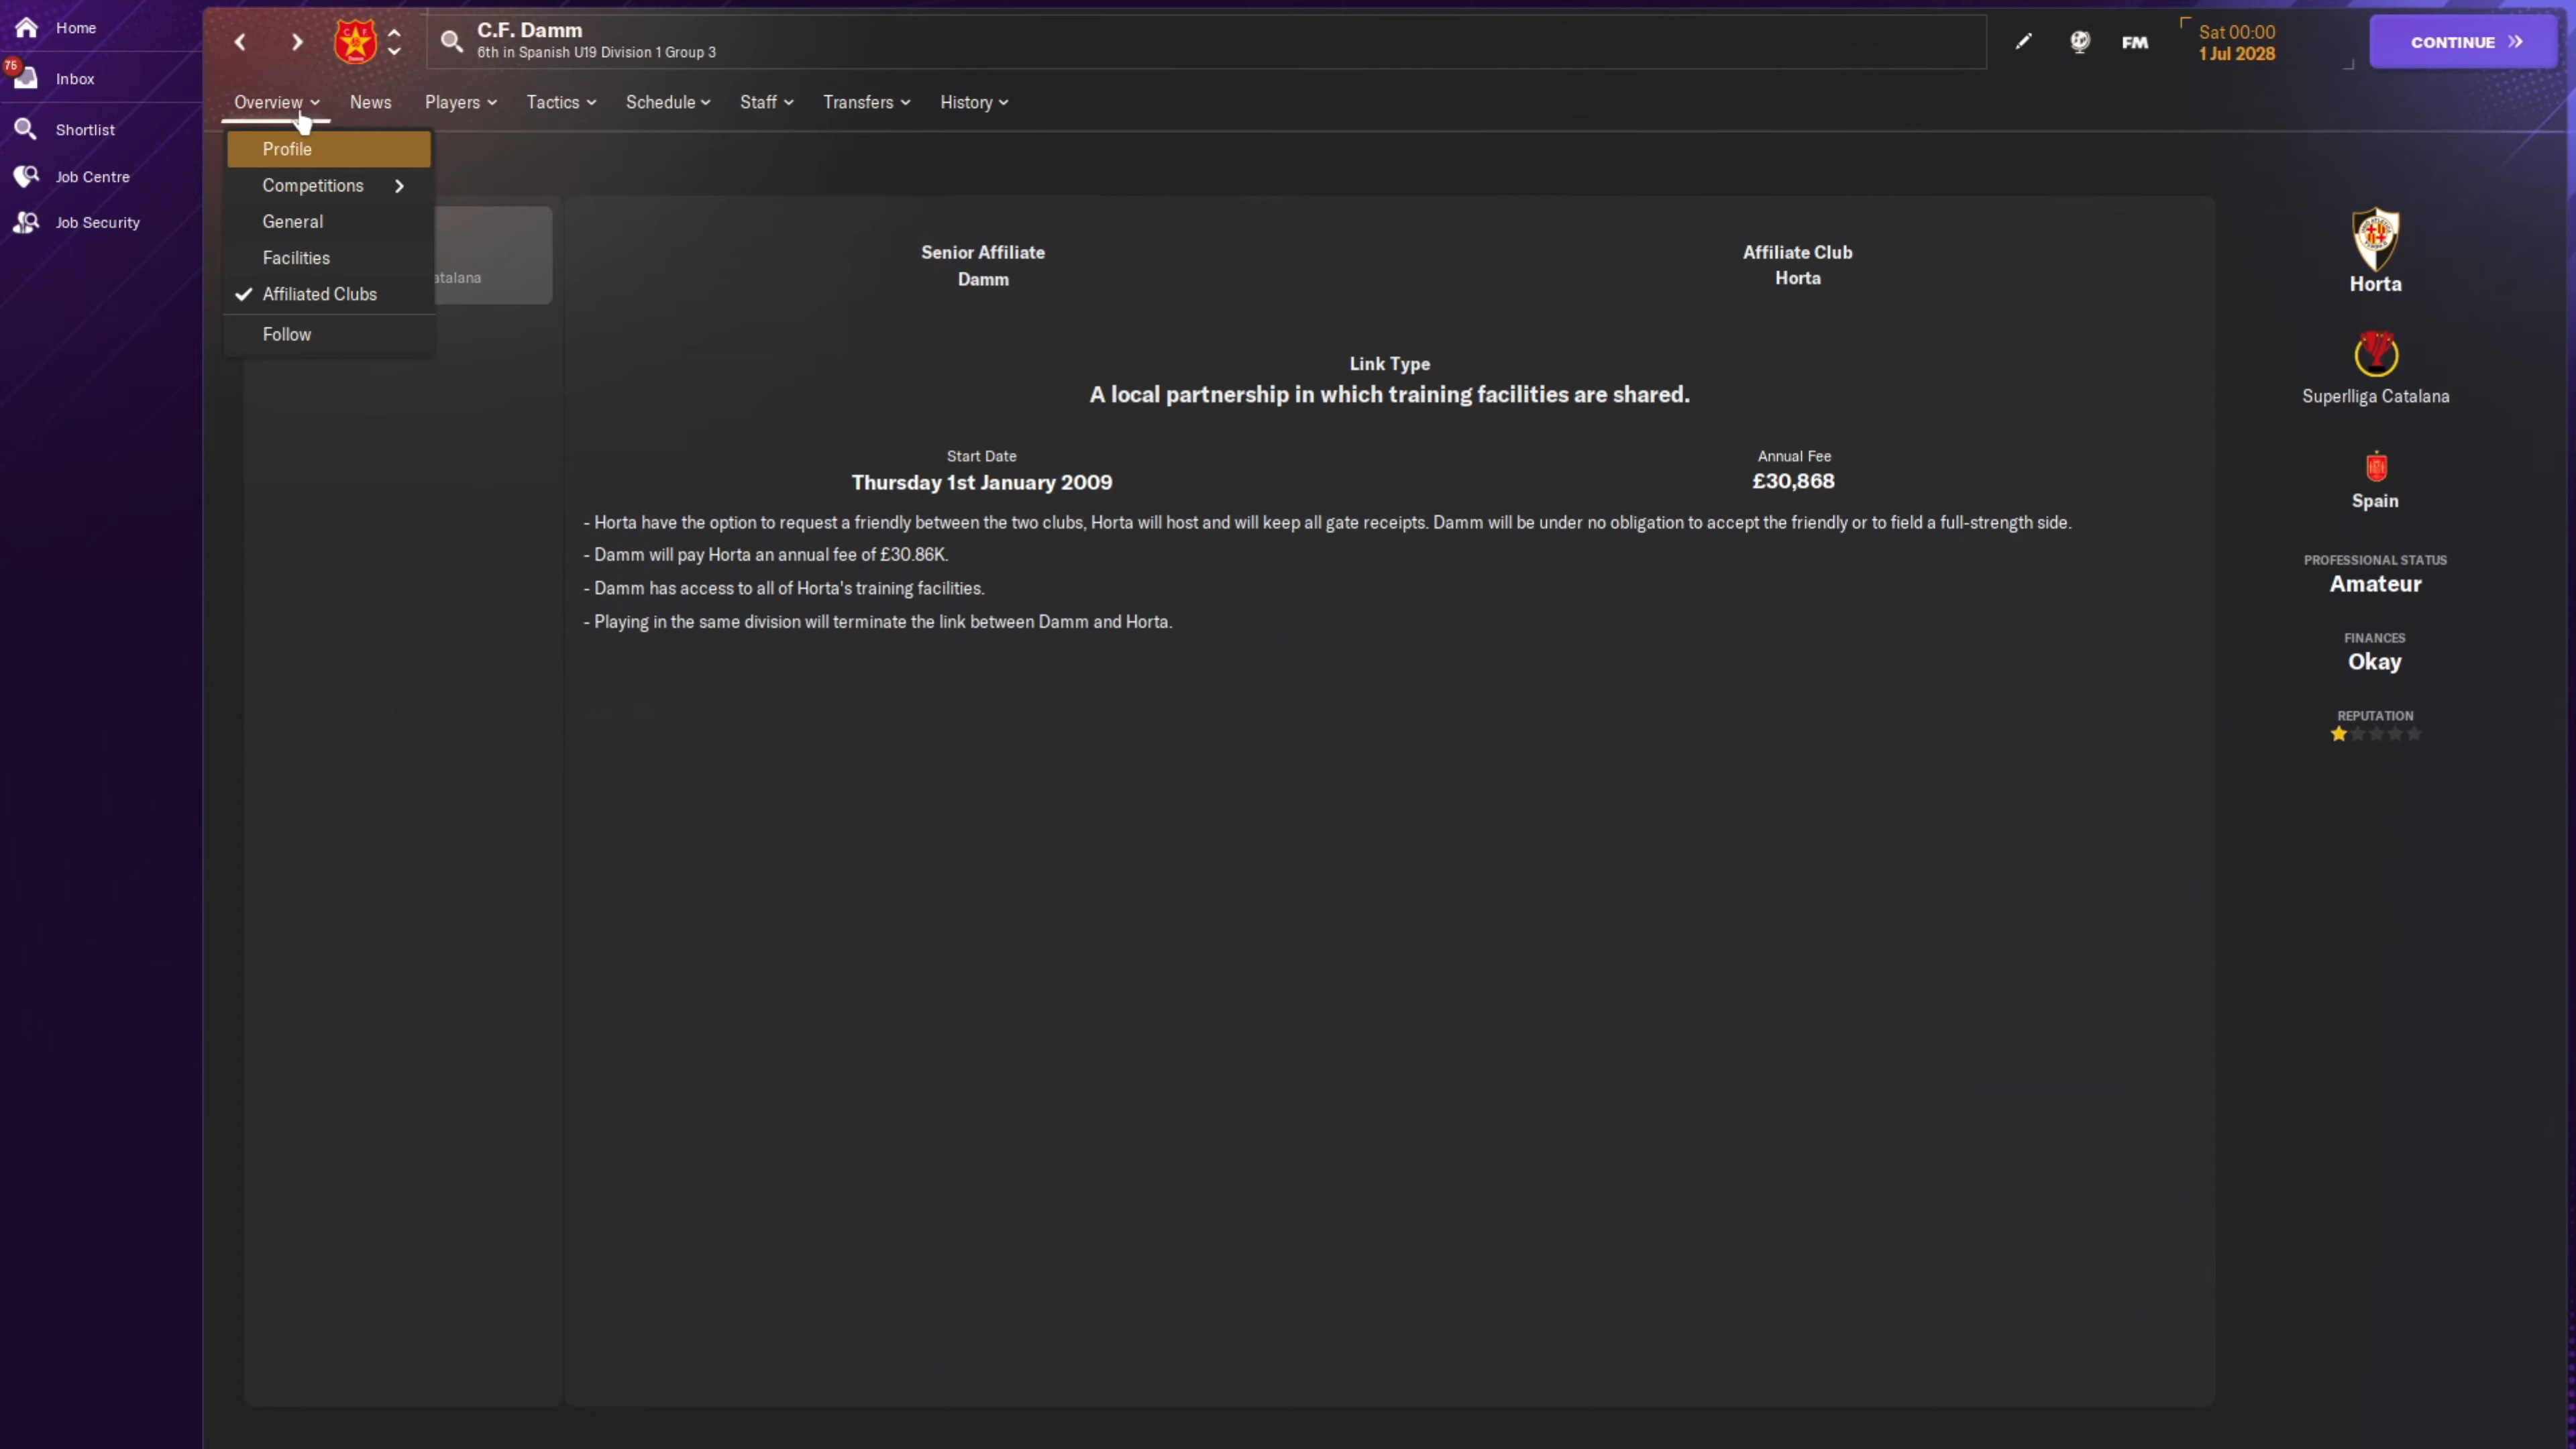 Home
75
Inbox
Shortlist
Job Centre
Job Security
C.F. Damm
6th in Spanish U19 Division 1 Group 3
FM
Sat 00:00
1 Jul 2028
CONTINUE
Overview
News
Players
Tactics
Schedule
Staff
Transfers
History
Profile
Competitions
General
Facilities
Affiliated Clubs
Follow
atalana
Senior Affiliate
Damm
Affiliate Club
Horta
Link Type
A local partnership in which training facilities are shared.
Start Date
Thursday 1st January 2009
Annual Fee
£30,868
- Horta have the option to request a friendly between the two clubs, Horta will host and will keep all gate receipts. Damm will be under no obligation to accept the friendly or to field a full-strength side.
- Damm will pay Horta an annual fee of £30.86K.
- Damm has access to all of Horta's training facilities.
- Playing in the same division will terminate the link between Damm and Horta.
Horta
Superlliga Catalana
Spain
PROFESSIONAL STATUS
Amateur
FINANCES
Okay
REPUTATION